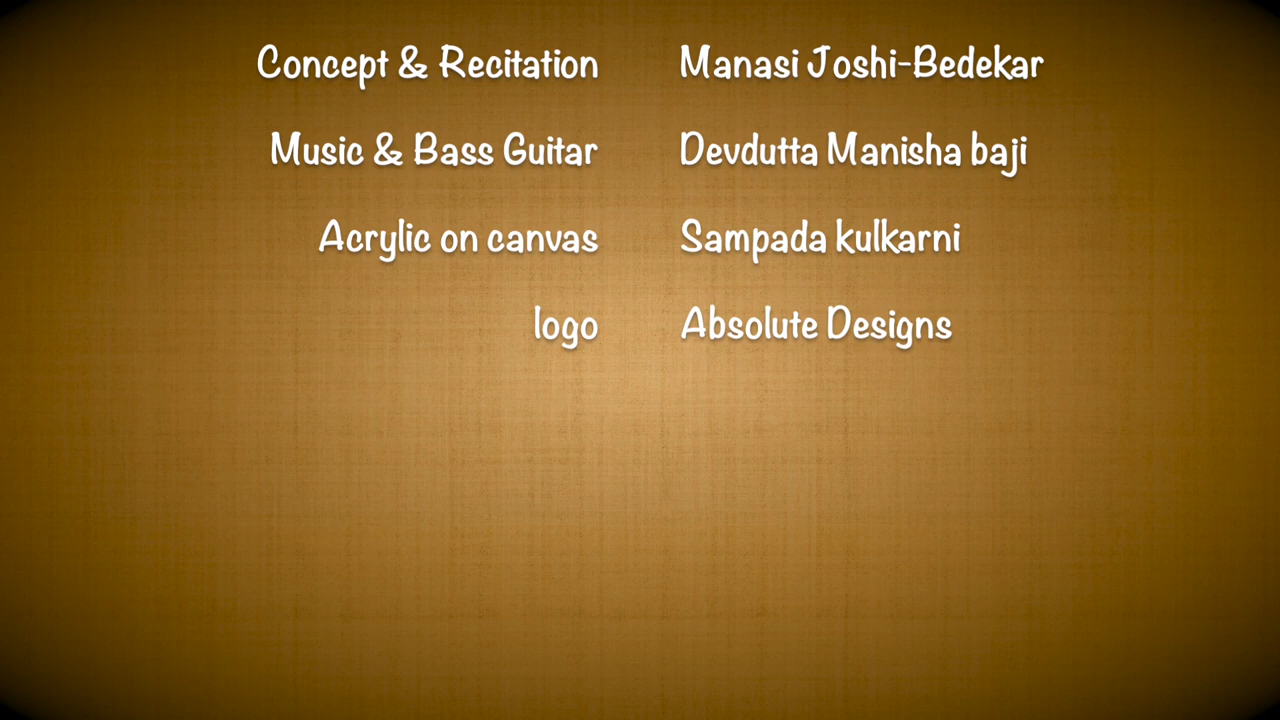 Concept & Recitation Manasi Joshi-Bedekar
Music & Bass Guitar Devdutta Manisha baji
Acrylic on canvas Sampada kulkarni
logo Absolute Designs